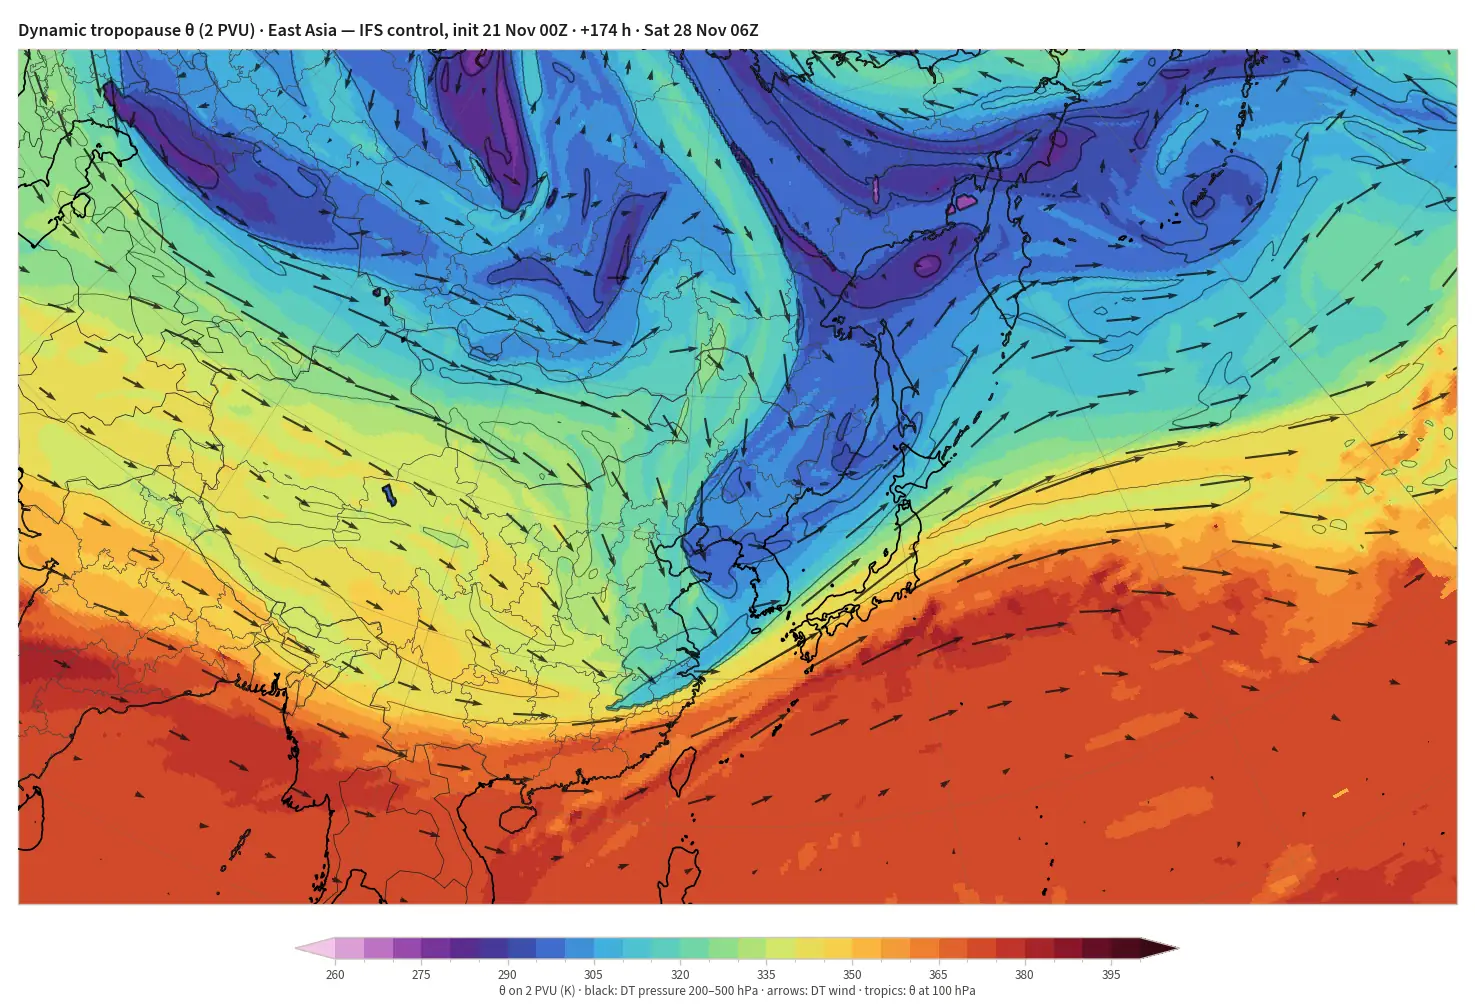 Dynamic tropopause θ (2 PVU) · East Asia — IFS control, init 21 Nov 00Z · +174 h · Sat 28 Nov 06Z
260 275 290 305 320 335 350 365 380 395
θ on 2 PVU (K) · black: DT pressure 200–500 hPa · arrows: DT wind · tropics: θ at 100 hPa